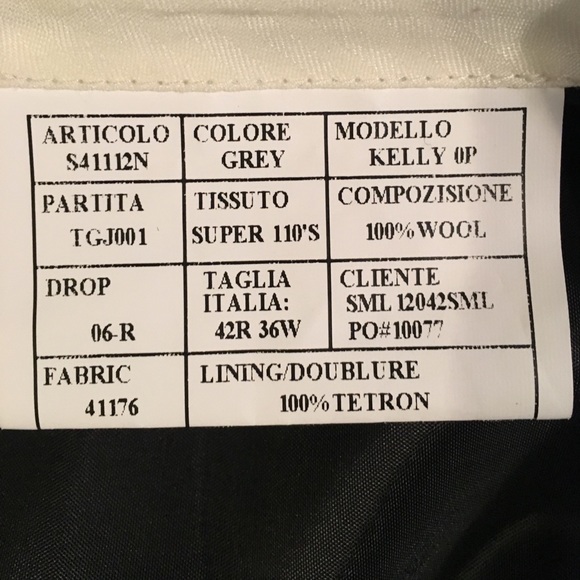 ARTICOLO
S41112N
COLORE
GREY
MODELLO
KELLY 0P
PARTITA
TGJ001
TISSUTO
SUPER 110'S
COMPOZISIONE
100% WOOL
DROP
06-R
TAGLIA
ITALIA:
42R 36W
CLIENTE
SML 12042SML
PO#10077
FABRIC
41176
LINING/DOUBLURE
100% TETRON